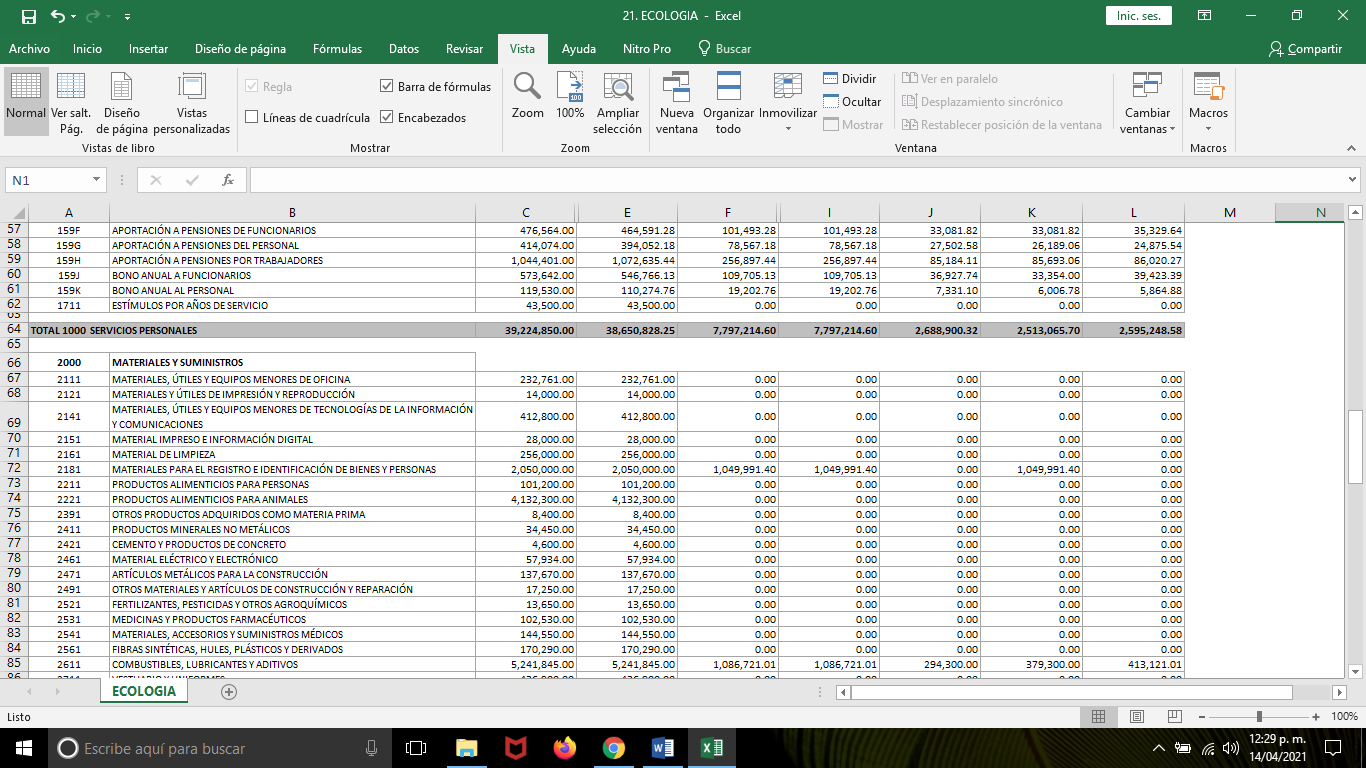 21. ECOLOGIA - Excel
Inic. ses.
Archivo Inicio Insertar Diseño de página Fórmulas Datos Revisar Vista Ayuda Nitro Pro Buscar Compartir
Normal Ver salt. Pág. Diseño de página Vistas personalizadas
Vistas de libro
Regla Barra de fórmulas
Líneas de cuadrícula Encabezados
Mostrar
Zoom 100% Ampliar selección
Zoom
Nueva ventana Organizar todo Inmovilizar
Dividir Ver en paralelo
Ocultar Desplazamiento sincrónico
Mostrar Restablecer posición de la ventana
Cambiar ventanas
Ventana
Macros
Macros
N1 fx
A B C E F I J K L M N
57 159F APORTACIÓN A PENSIONES DE FUNCIONARIOS 476,564.00 464,591.28 101,493.28 101,493.28 33,081.82 33,081.82 35,329.64
58 159G APORTACIÓN A PENSIONES DEL PERSONAL 414,074.00 394,052.18 78,567.18 78,567.18 27,502.58 26,189.06 24,875.54
59 159H APORTACIÓN A PENSIONES POR TRABAJADORES 1,044,401.00 1,072,635.44 256,897.44 256,897.44 85,184.11 85,693.06 86,020.27
60 159J BONO ANUAL A FUNCIONARIOS 573,642.00 546,766.13 109,705.13 109,705.13 36,927.74 33,354.00 39,423.39
61 159K BONO ANUAL AL PERSONAL 119,530.00 110,274.76 19,202.76 19,202.76 7,331.10 6,006.78 5,864.88
62 1711 ESTÍMULOS POR AÑOS DE SERVICIO 43,500.00 43,500.00 0.00 0.00 0.00 0.00 0.00
63
64 TOTAL 1000 SERVICIOS PERSONALES 39,224,850.00 38,650,828.25 7,797,214.60 7,797,214.60 2,688,900.32 2,513,065.70 2,595,248.58
65
66 2000 MATERIALES Y SUMINISTROS
67 2111 MATERIALES, ÚTILES Y EQUIPOS MENORES DE OFICINA 232,761.00 232,761.00 0.00 0.00 0.00 0.00 0.00
68 2121 MATERIALES Y ÚTILES DE IMPRESIÓN Y REPRODUCCIÓN 14,000.00 14,000.00 0.00 0.00 0.00 0.00 0.00
69 2141 MATERIALES, ÚTILES Y EQUIPOS MENORES DE TECNOLOGÍAS DE LA INFORMACIÓN
Y COMUNICACIONES 412,800.00 412,800.00 0.00 0.00 0.00 0.00 0.00
70 2151 MATERIAL IMPRESO E INFORMACIÓN DIGITAL 28,000.00 28,000.00 0.00 0.00 0.00 0.00 0.00
71 2161 MATERIAL DE LIMPIEZA 256,000.00 256,000.00 0.00 0.00 0.00 0.00 0.00
72 2181 MATERIALES PARA EL REGISTRO E IDENTIFICACIÓN DE BIENES Y PERSONAS 2,050,000.00 2,050,000.00 1,049,991.40 1,049,991.40 0.00 1,049,991.40 0.00
73 2211 PRODUCTOS ALIMENTICIOS PARA PERSONAS 101,200.00 101,200.00 0.00 0.00 0.00 0.00 0.00
74 2221 PRODUCTOS ALIMENTICIOS PARA ANIMALES 4,132,300.00 4,132,300.00 0.00 0.00 0.00 0.00 0.00
75 2391 OTROS PRODUCTOS ADQUIRIDOS COMO MATERIA PRIMA 8,400.00 8,400.00 0.00 0.00 0.00 0.00 0.00
76 2411 PRODUCTOS MINERALES NO METÁLICOS 34,450.00 34,450.00 0.00 0.00 0.00 0.00 0.00
77 2421 CEMENTO Y PRODUCTOS DE CONCRETO 4,600.00 4,600.00 0.00 0.00 0.00 0.00 0.00
78 2461 MATERIAL ELÉCTRICO Y ELECTRÓNICO 57,934.00 57,934.00 0.00 0.00 0.00 0.00 0.00
79 2471 ARTÍCULOS METÁLICOS PARA LA CONSTRUCCIÓN 137,670.00 137,670.00 0.00 0.00 0.00 0.00 0.00
80 2491 OTROS MATERIALES Y ARTÍCULOS DE CONSTRUCCIÓN Y REPARACIÓN 17,250.00 17,250.00 0.00 0.00 0.00 0.00 0.00
81 2521 FERTILIZANTES, PESTICIDAS Y OTROS AGROQUÍMICOS 13,650.00 13,650.00 0.00 0.00 0.00 0.00 0.00
82 2531 MEDICINAS Y PRODUCTOS FARMACÉUTICOS 102,530.00 102,530.00 0.00 0.00 0.00 0.00 0.00
83 2541 MATERIALES, ACCESORIOS Y SUMINISTROS MÉDICOS 144,550.00 144,550.00 0.00 0.00 0.00 0.00 0.00
84 2561 FIBRAS SINTÉTICAS, HULES, PLÁSTICOS Y DERIVADOS 170,290.00 170,290.00 0.00 0.00 0.00 0.00 0.00
85 2611 COMBUSTIBLES, LUBRICANTES Y ADITIVOS 5,241,845.00 5,241,845.00 1,086,721.01 1,086,721.01 294,300.00 379,300.00 413,121.01
ECOLOGIA
Listo 100%
Escribe aquí para buscar
12:29 p. m.
14/04/2021